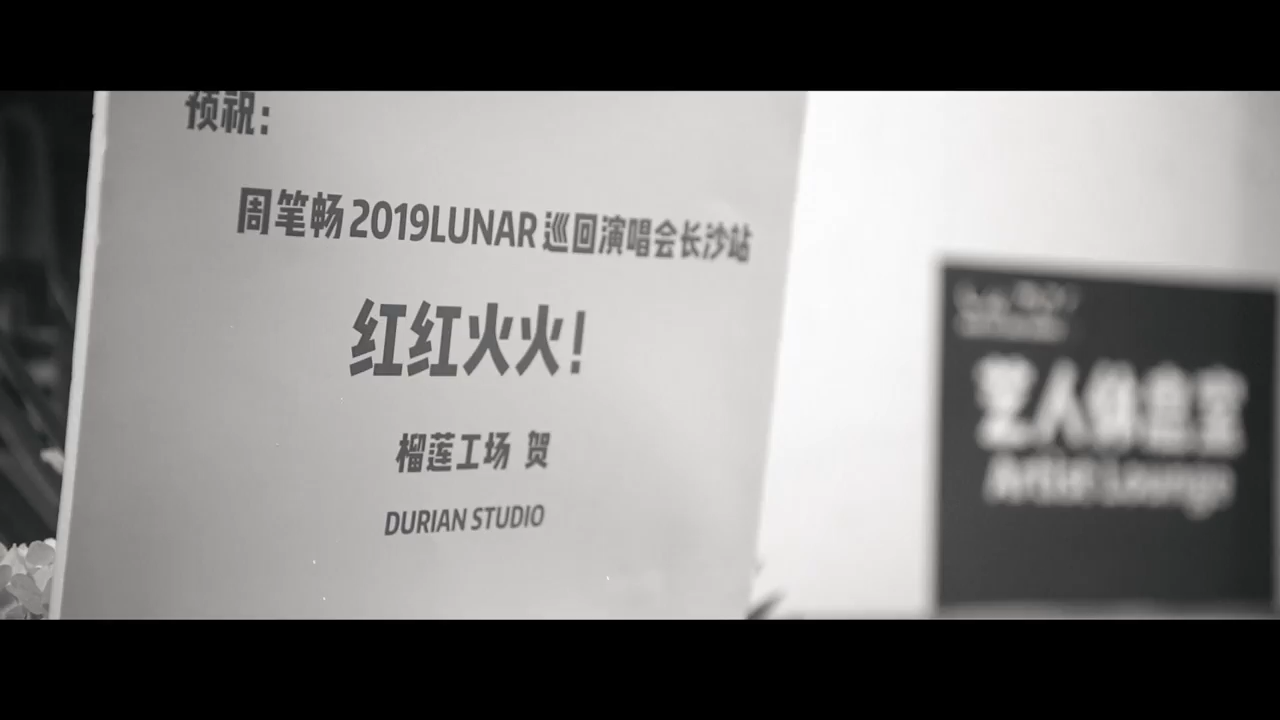 预祝：
周笔畅2019LUNAR巡回演唱会长沙站
红红火火！
榴莲工场 贺
DURIAN STUDIO
艺人休息室
Artist Lounge